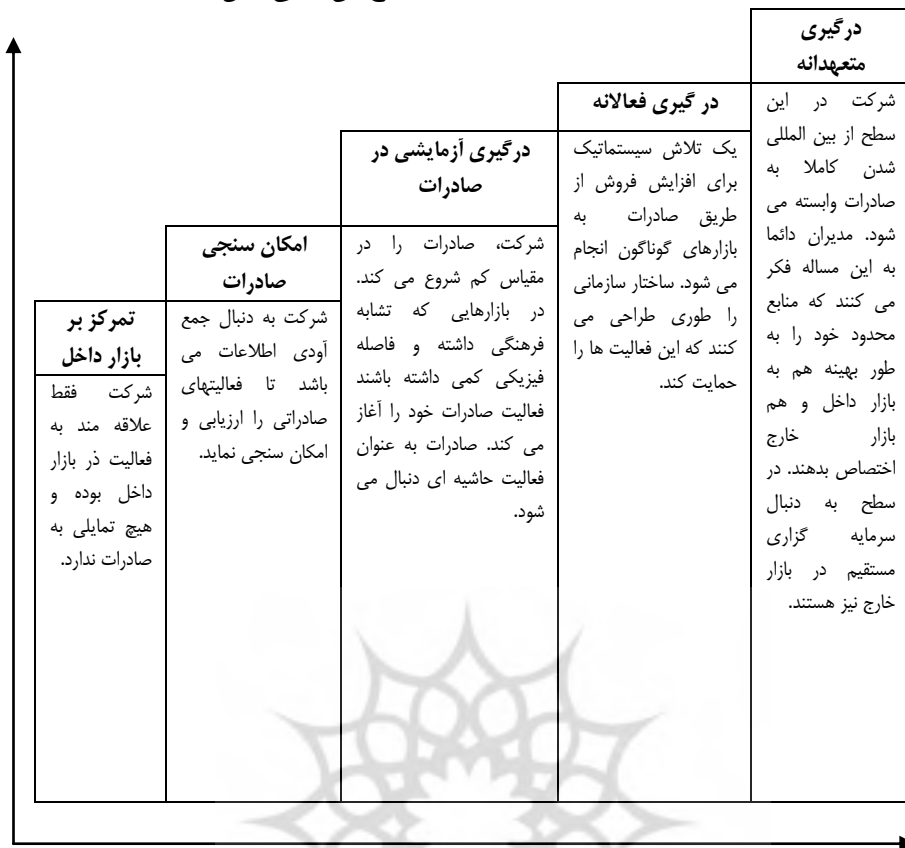 درگیری
متعهدانه
شرکت در این
سطح از بین المللی
شدن کاملا به
صادرات وابسته می
شود. مدیران دائما
به این مساله فکر
می کنند که منابع
محدود خود را به
طور بهینه هم به
بازار داخل و هم
بازار خارج
اختصاص بدهند. در
سطح به دنبال
سرمایه گزاری
مستقیم در بازار
خارج نیز هستند.
در گیری فعالانه
یک تلاش سیستماتیک
برای افزایش فروش از
طریق صادرات به
بازارهای گوناگون انجام
می شود. ساختار سازمانی
را طوری طراحی می
کنند که این فعالیت ها را
حمایت کند.
درگیری آزمایشی در
صادرات
شرکت، صادرات را در
مقیاس کم شروع می کند.
در بازارهایی که تشابه
فرهنگی داشته و فاصله
فیزیکی کمی داشته باشند
فعالیت صادرات خود را آغاز
می کند. صادرات به عنوان
فعالیت حاشیه ای دنبال می
شود.
امکان سنجی
صادرات
شرکت به دنبال جمع
آودی اطلاعات می
باشد تا فعالیتهای
صادراتی را ارزیابی و
امکان سنجی نماید.
تمرکز بر
بازار داخل
شرکت فقط
علاقه مند به
فعالیت ذر بازار
داخل بوده و
هیچ تمایلی به
صادرات ندارد.